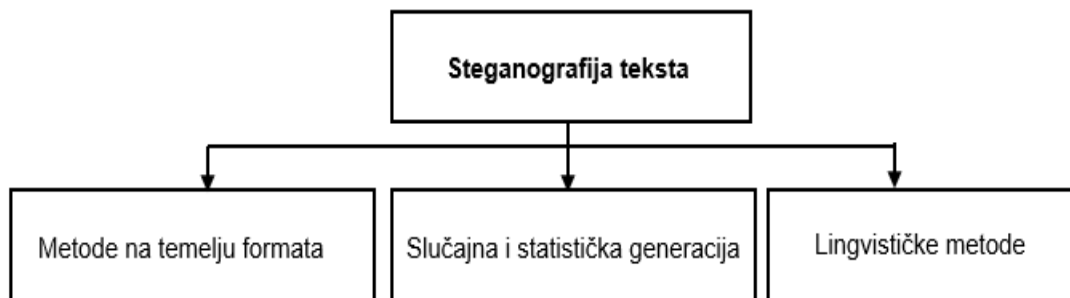 Steganografija teksta
Metode na temelju formata
Slučajna i statistička generacija
Lingvističke metode